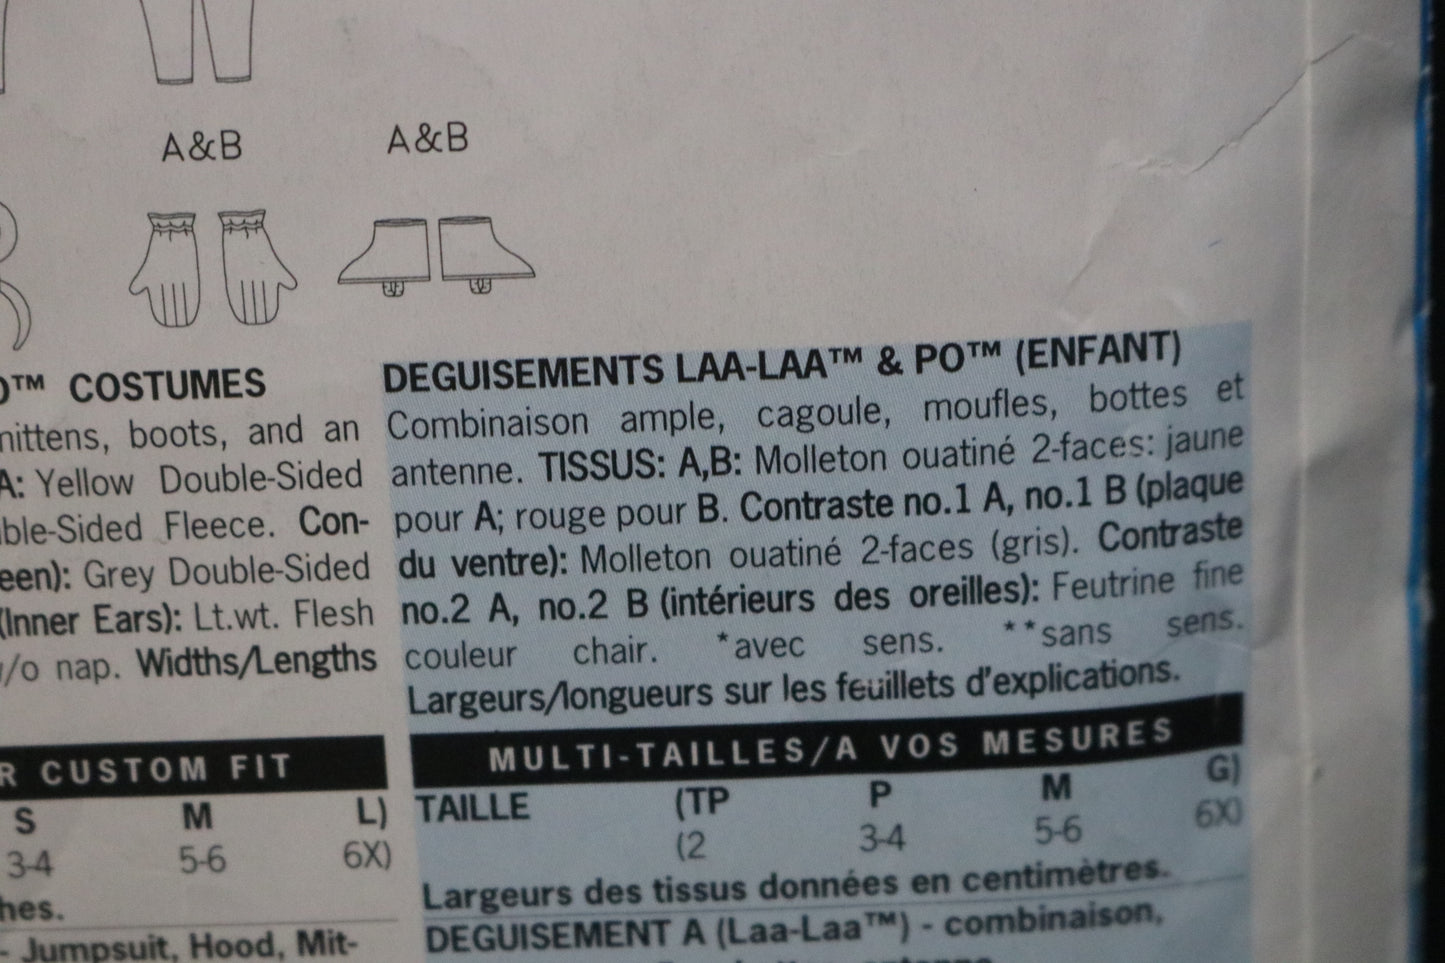 A&B
A&B
COSTUMES
mittens, boots, and an
A: Yellow Double-Sided
Double-Sided Fleece. Con-
een): Grey Double-Sided
(Inner Ears): Lt.wt. Flesh
w/o nap. Widths/Lengths
R CUSTOM FIT
S M L)
3-4 5-6 6X)
hes.
- Jumpsuit, Hood, Mit-
DEGUISEMENTS LAA-LAA™ & PO™ (ENFANT)
Combinaison ample, cagoule, moufles, bottes et
antenne. TISSUS: A,B: Molleton ouatiné 2-faces: jaune
pour A; rouge pour B. Contraste no.1 A, no.1 B (plaque
du ventre): Molleton ouatiné 2-faces (gris). Contraste
no.2 A, no.2 B (intérieurs des oreilles): Feutrine fine
couleur chair. *avec sens. **sans sens.
Largeurs/longueurs sur les feuillets d'explications.
MULTI-TAILLES/A VOS MESURES
TAILLE (TP P M G)
(2 3-4 5-6 6X)
Largeurs des tissus données en centimètres.
DEGUISEMENT A (Laa-Laa™) - combinaison,